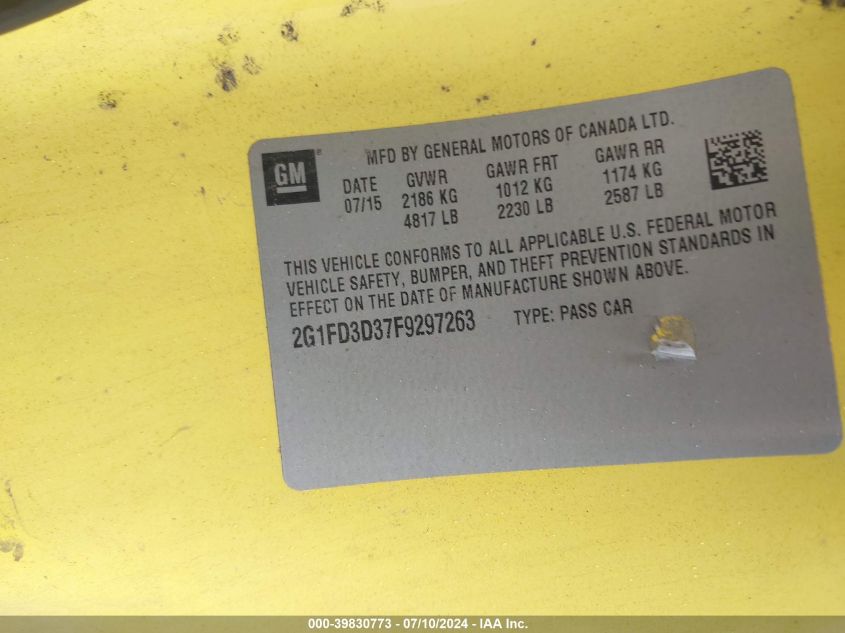 GM
MFD BY GENERAL MOTORS OF CANADA LTD.
DATE GVWR GAWR FRT GAWR RR
07/15 2186 KG 1012 KG 1174 KG
4817 LB 2230 LB 2587 LB
THIS VEHICLE CONFORMS TO ALL APPLICABLE U.S. FEDERAL MOTOR
VEHICLE SAFETY, BUMPER, AND THEFT PREVENTION STANDARDS IN
EFFECT ON THE DATE OF MANUFACTURE SHOWN ABOVE.
2G1FD3D37F9297263 TYPE: PASS CAR
000-39830773 - 07/10/2024 - IAA Inc.